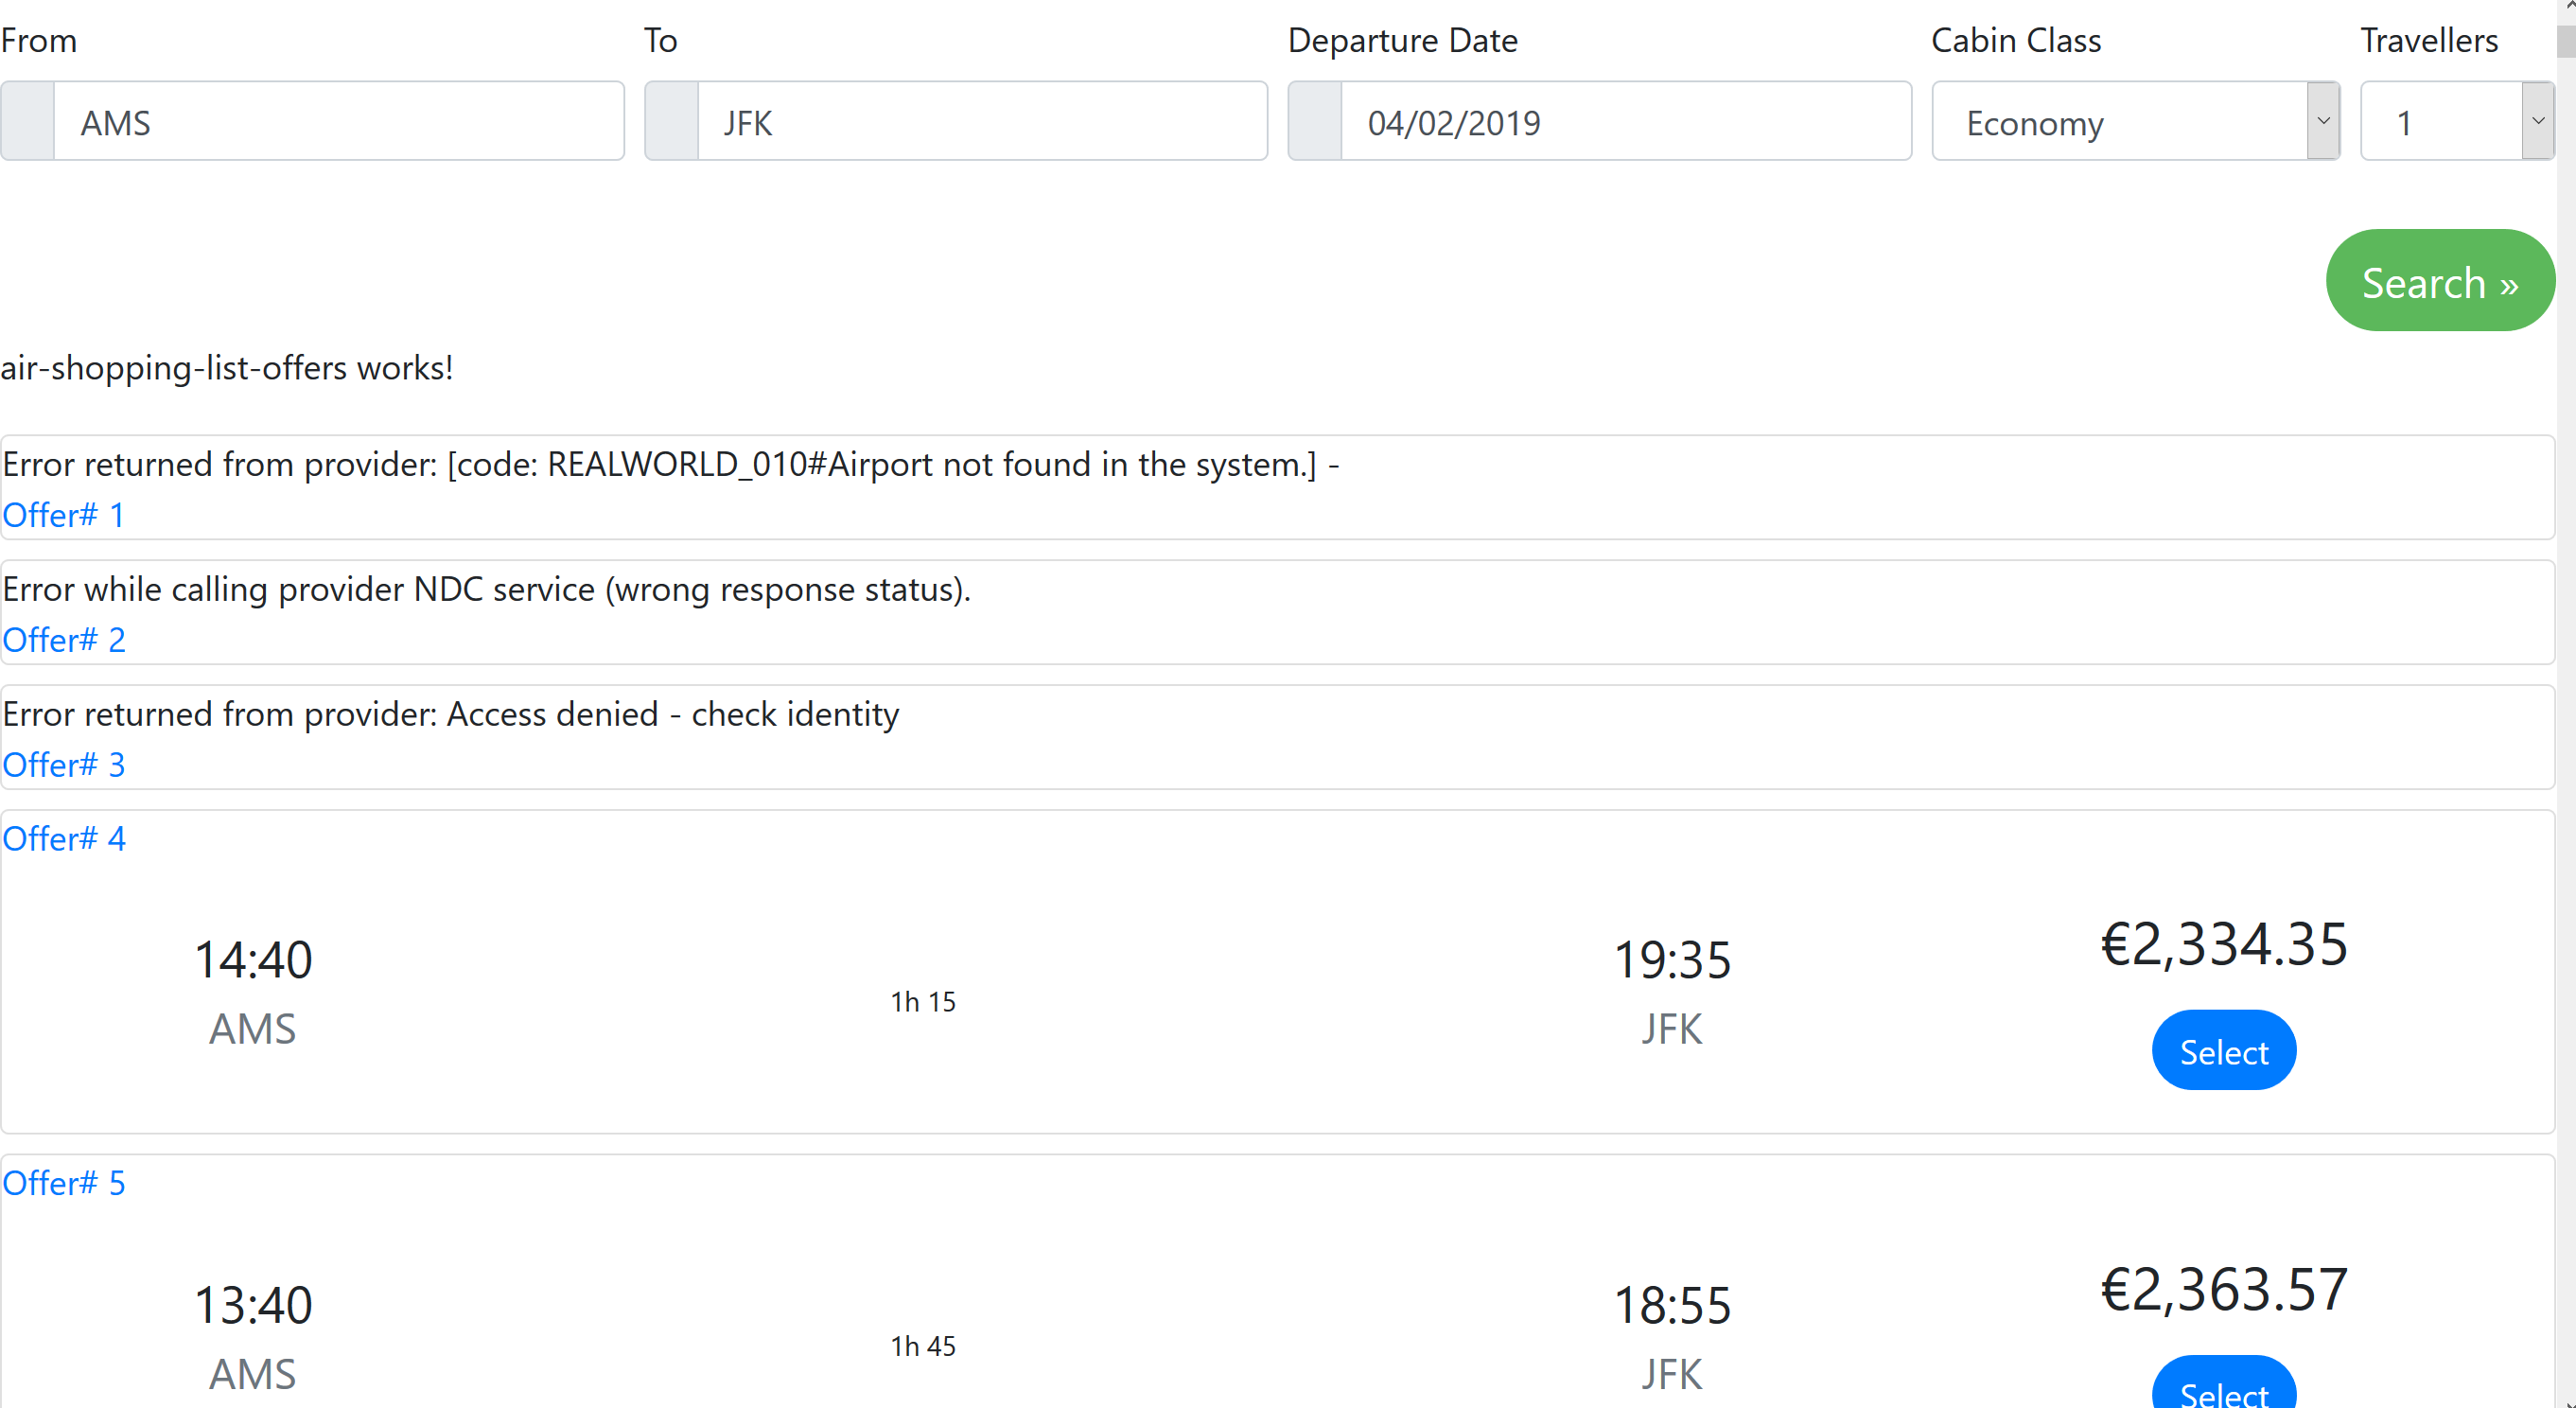 From To Departure Date Cabin Class Travellers
AMS JFK 04/02/2019 Economy 1
Search »
air-shopping-list-offers works!
Error returned from provider: [code: REALWORLD_010#Airport not found in the system.] -
Offer# 1
Error while calling provider NDC service (wrong response status).
Offer# 2
Error returned from provider: Access denied - check identity
Offer# 3
Offer# 4
14:40 19:35 €2,334.35
1h 15
AMS JFK
Select
Offer# 5
13:40 18:55 €2,363.57
1h 45
AMS JFK
Select